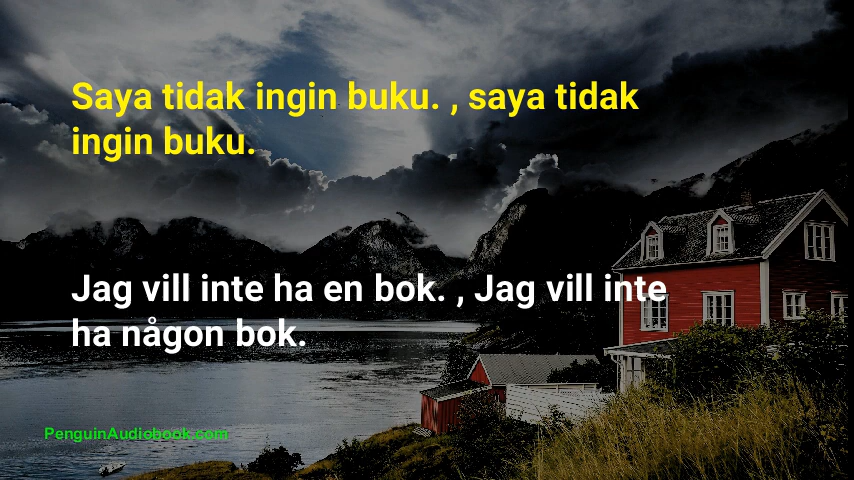 Saya tidak ingin buku. , saya tidak
ingin buku.
Jag vill inte ha en bok. , Jag vill inte
ha någon bok.
PenguinAudiobook.com